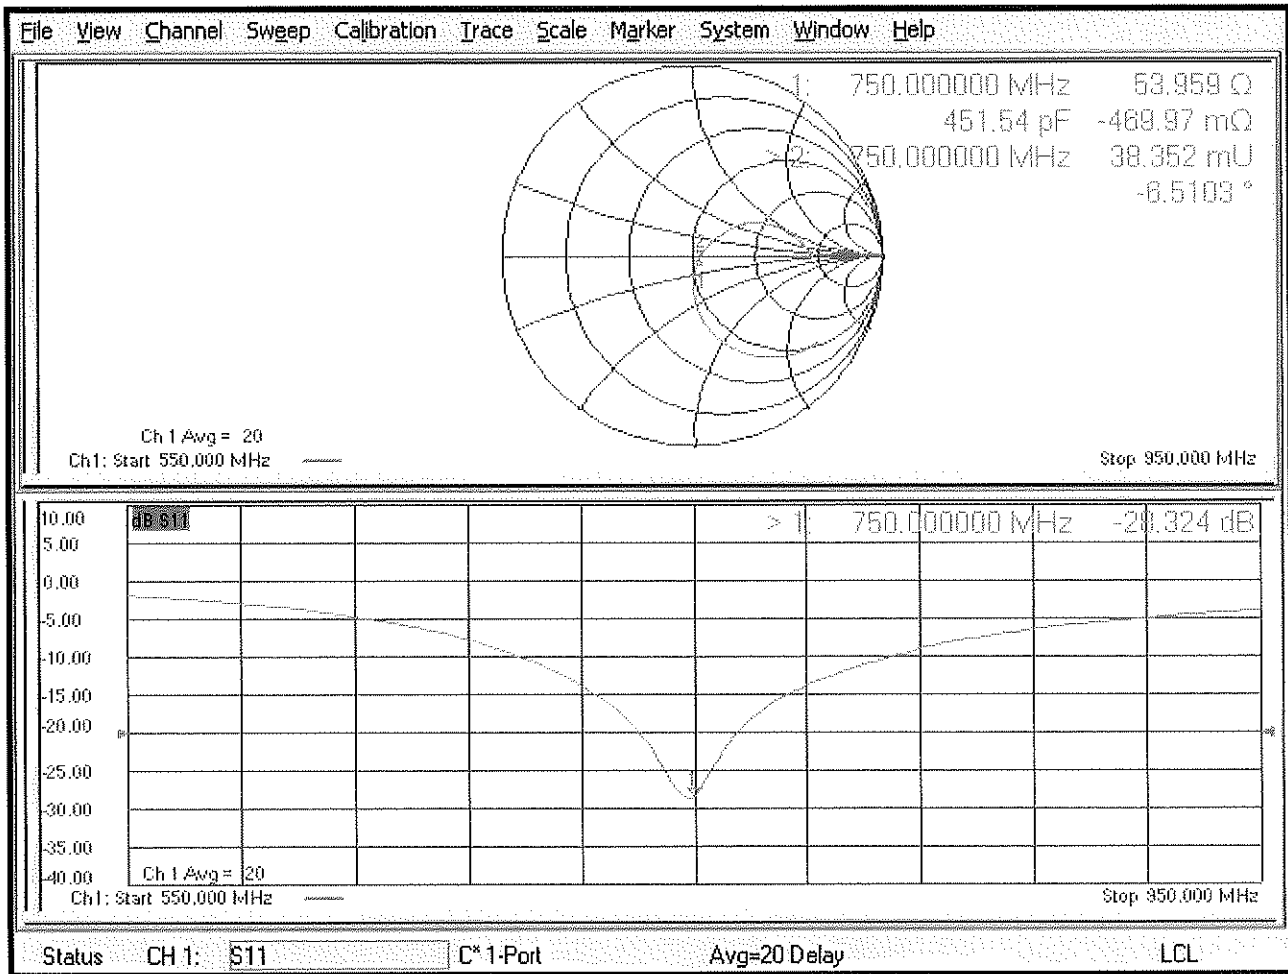 File View Channel Sweep Calibration Trace Scale Marker System Window Help
1: 750.000000 MHz 53.959 Ω
451.54 pF -469.97 mΩ
> 2: 750.000000 MHz 38.352 mU
-6.5103 °
Ch 1 Avg = 20
Ch1: Start 550.000 MHz
Stop 950.000 MHz
10.00
dB S11
> 1: 750.000000 MHz -28.324 dB
5.00
0.00
-5.00
-10.00
-15.00
-20.00
-25.00
1
-30.00
-35.00
-40.00
Ch 1 Avg = 20
Ch1: Start 550.000 MHz
Stop 950.000 MHz
Status CH 1: S11 C* 1-Port Avg=20 Delay LCL